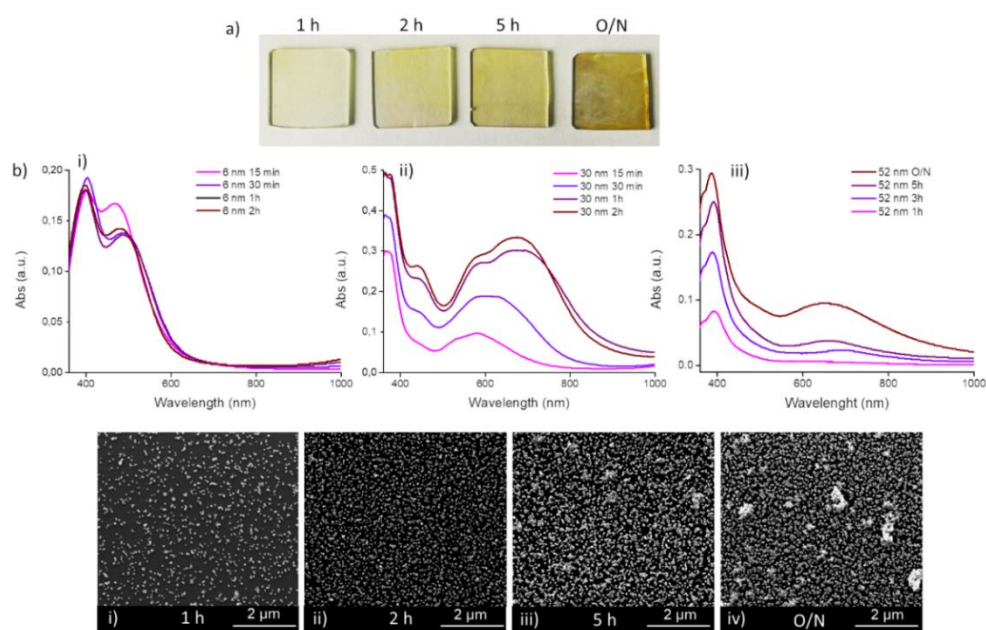 a) 1 h 2 h 5 h O/N
b) i)
6 nm 15 min
6 nm 30 min
6 nm 1h
6 nm 2h
0,20
0,15
0,10
0,05
0,00
Abs (a.u.)
400 600 800 1000
Wavelength (nm)
ii)
30 nm 15 min
30 nm 30 min
30 nm 1h
30 nm 2h
0,5
0,4
0,3
0,2
0,1
0,0
Abs (a.u.)
400 600 800 1000
Wavelength (nm)
iii)
52 nm O/N
52 nm 5h
52 nm 3h
52 nm 1h
0.3
0.2
0.1
0.0
Abs (a.u.)
400 600 800 1000
Wavelenght (nm)
i) 1 h 2 µm
ii) 2 h 2 µm
iii) 5 h 2 µm
iv) O/N 2 µm